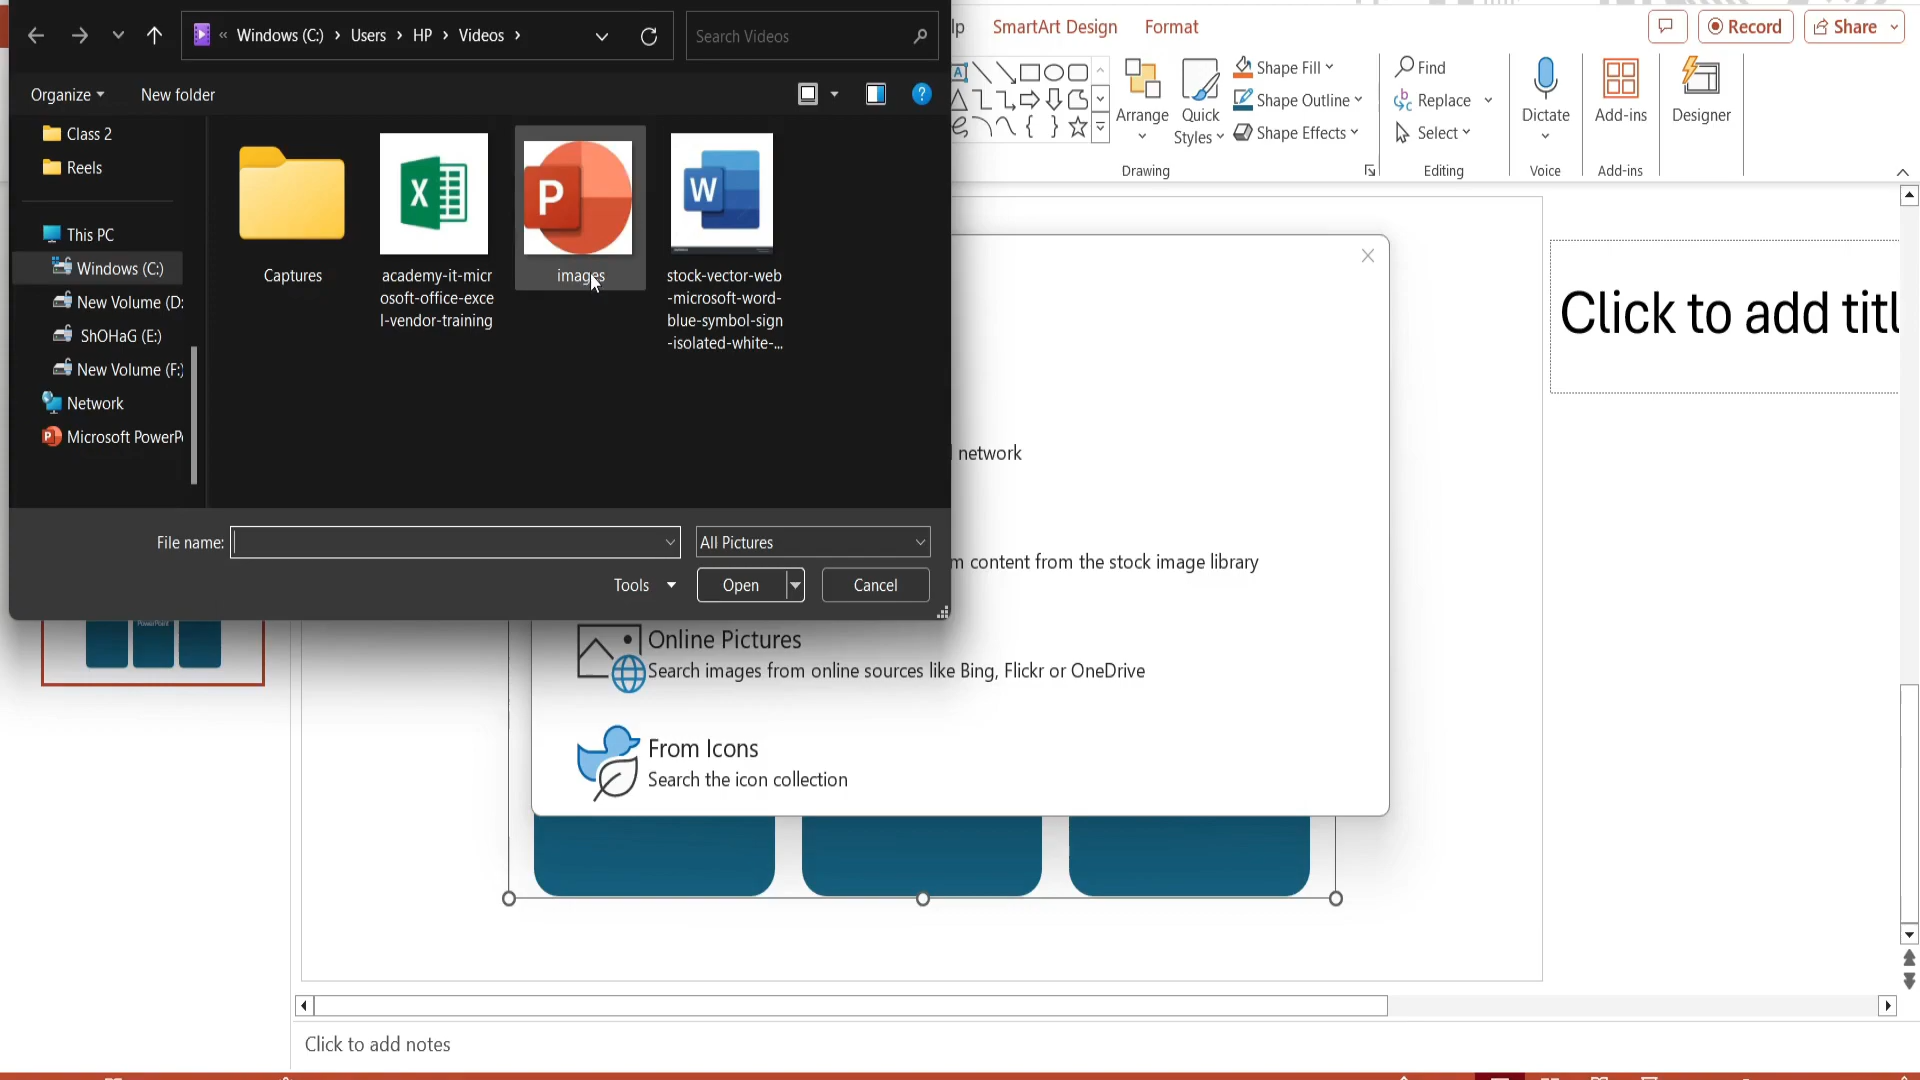 Windows (C:) › Users › HP › Videos ›
Search Videos
Organize
New folder
Class 2
Reels
This PC
Windows (C:)
New Volume (D:
ShOHaG (E:)
New Volume (F:)
Network
Microsoft PowerP
Captures
X
academy-it-micr
osoft-office-exce
l-vendor-training
P
images
W
stock-vector-web
-microsoft-word-
blue-symbol-sign
-isolated-white-...
File name:
All Pictures
Tools
Open
Cancel
lp
SmartArt Design
Format
Record
Share
Arrange
Quick
Styles
Shape Fill
Shape Outline
Shape Effects
Drawing
Find
Replace
Select
Editing
Dictate
Voice
Add-ins
Add-ins
Designer
Click to add titl
network
m content from the stock image library
Online Pictures
Search images from online sources like Bing, Flickr or OneDrive
From Icons
Search the icon collection
PowerPoint
Click to add notes